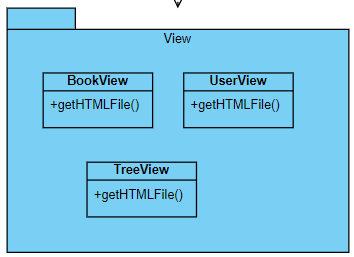 View
BookView
+getHTMLFile()
UserView
+getHTMLFile()
TreeView
+getHTMLFile()